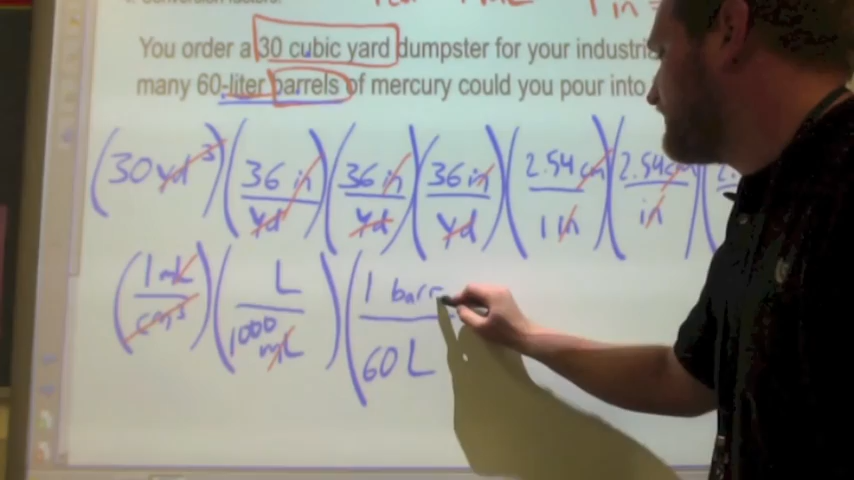 You order a 30 cubic yard dumpster for your
many 60-liter barrels of mercury could you pour into
(30 yd³) (36 in / yd) (36 in / yd) (36 in / yd) (2.54 cm / 1 in) (2.54 cm / in) (2.
(1 mL / cm³) (L / 1000 mL) (1 barr / 60 L